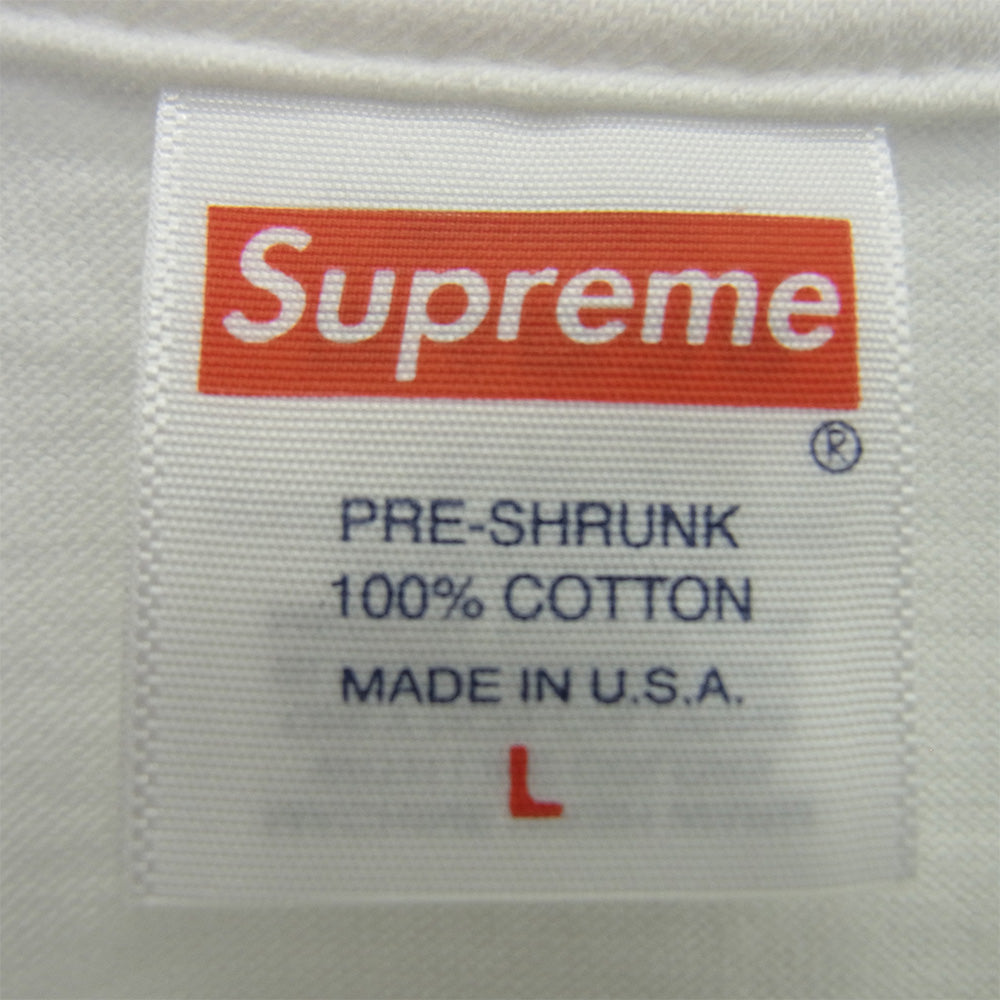 Supreme
®
PRE-SHRUNK
100% COTTON
MADE IN U.S.A.
L